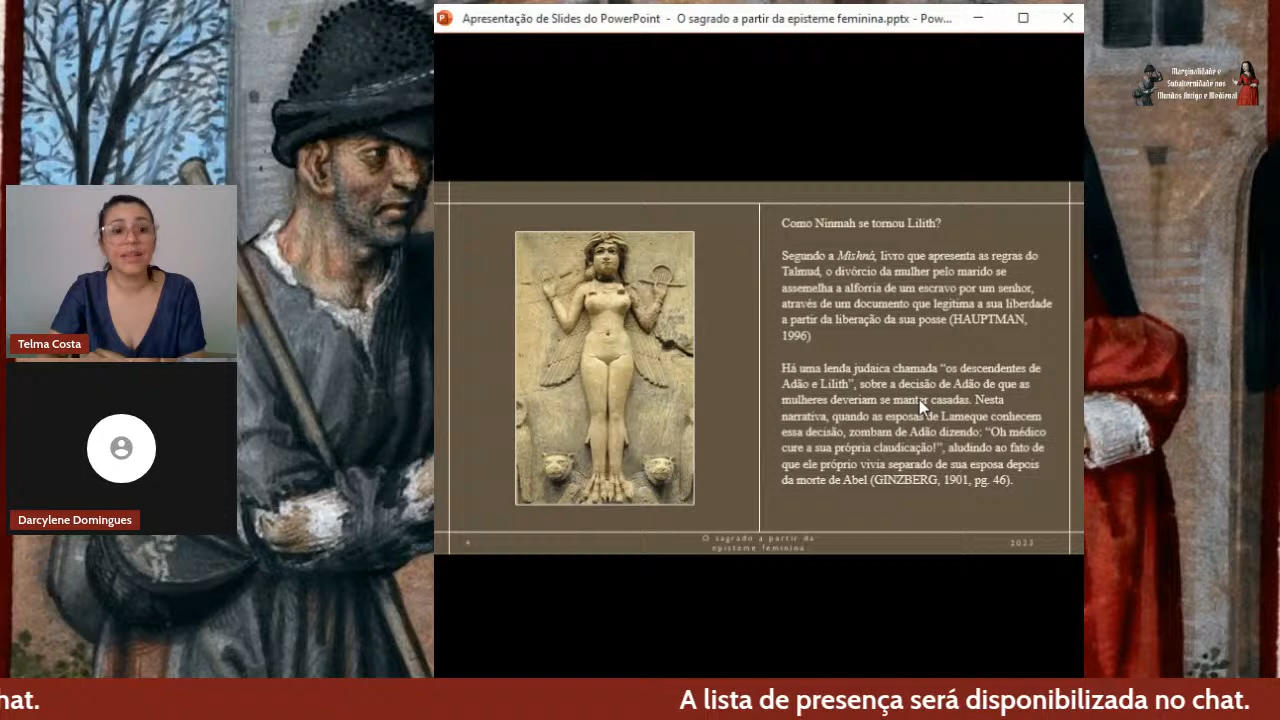 Apresentação de Slides do PowerPoint - O sagrado a partir da episteme feminina.pptx - Pow...
Marginalidade e
Subalternidade nos
Mundos Antigo e Medieval
Como Ninmah se tornou Lilith?
Segundo a Mishná, livro que apresenta as regras do
Talmud, o divórcio da mulher pelo marido se
assemelha a alforria de um escravo por um senhor,
através de um documento que legitima a sua liberdade
a partir da liberação da sua posse (HAUPTMAN,
1996)
Há uma lenda judaica chamada “os descendentes de
Adão e Lilith”, sobre a decisão de Adão de que as
mulheres deveriam se manter casadas. Nesta
narrativa, quando as esposas de Lameque conhecem
essa decisão, zombam de Adão dizendo: “Oh médico
cure a sua própria claudicação!”, aludindo ao fato de
que ele próprio vivia separado de sua esposa depois
da morte de Abel (GINZBERG, 1901, pg. 46).
4
O sagrado a partir da
episteme feminina
2023
Telma Costa
Darcylene Domingues
hat.
A lista de presença será disponibilizada no chat.